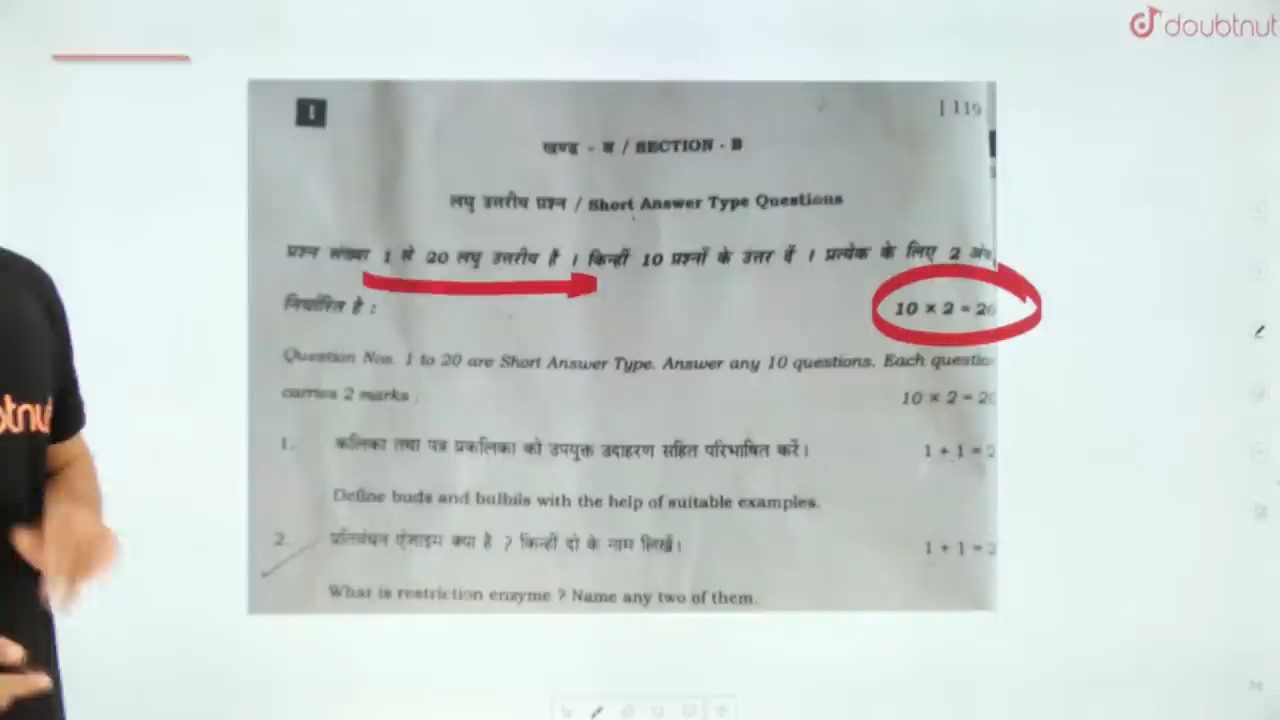 doubtnut
1
[ 119
खण्ड - ब / SECTION - B
लघु उत्तरीय प्रश्न / Short Answer Type Questions
प्रश्न संख्या 1 से 20 लघु उत्तरीय हैं । किन्हीं 10 प्रश्नों के उत्तर दें । प्रत्येक के लिए 2 अंक
निर्धारित है : 10 × 2 = 20
Question Nos. 1 to 20 are Short Answer Type. Answer any 10 questions. Each questio
carries 2 marks : 10 × 2 = 20
1. कलिका तथा पत्र प्रकलिका को उपयुक्त उदाहरण सहित परिभाषित करें। 1 + 1 = 2
Define buds and bulbils with the help of suitable examples.
2. प्रतिबंधन एंजाइम क्या है ? किन्हीं दो के नाम लिखें। 1 + 1 = 2
What is restriction enzyme ? Name any two of them.
btnut